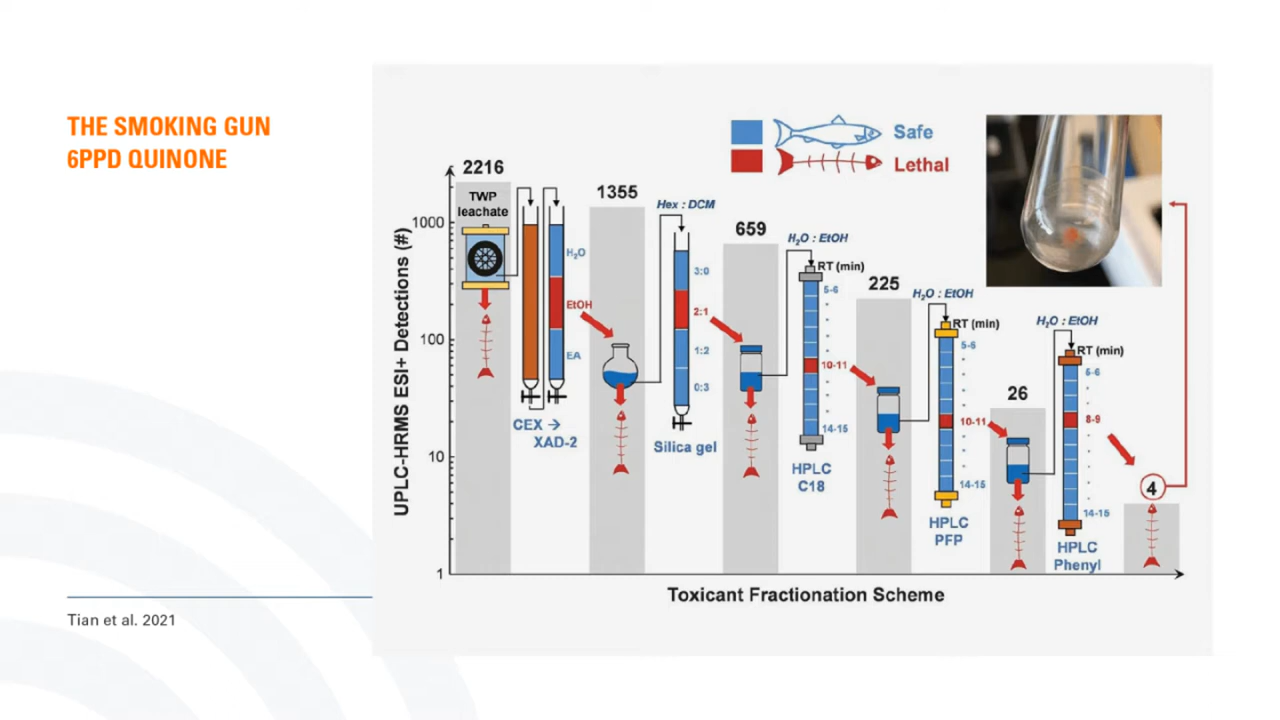 THE SMOKING GUN
6PPD QUINONE
Safe
Lethal
UPLC-HRMS ESI+ Detections (#)
1000
100
10
1
2216
TWP
leachate
H₂O
EtOH
EA
CEX →
XAD-2
1355
Hex : DCM
3:0
2:1
1:2
0:3
Silica gel
659
H₂O : EtOH
RT (min)
5-6
10-11
14-15
HPLC
C18
225
H₂O : EtOH
RT (min)
5-6
10-11
14-15
HPLC
PFP
26
H₂O : EtOH
RT (min)
5-6
8-9
14-15
HPLC
Phenyl
4
Toxicant Fractionation Scheme
Tian et al. 2021